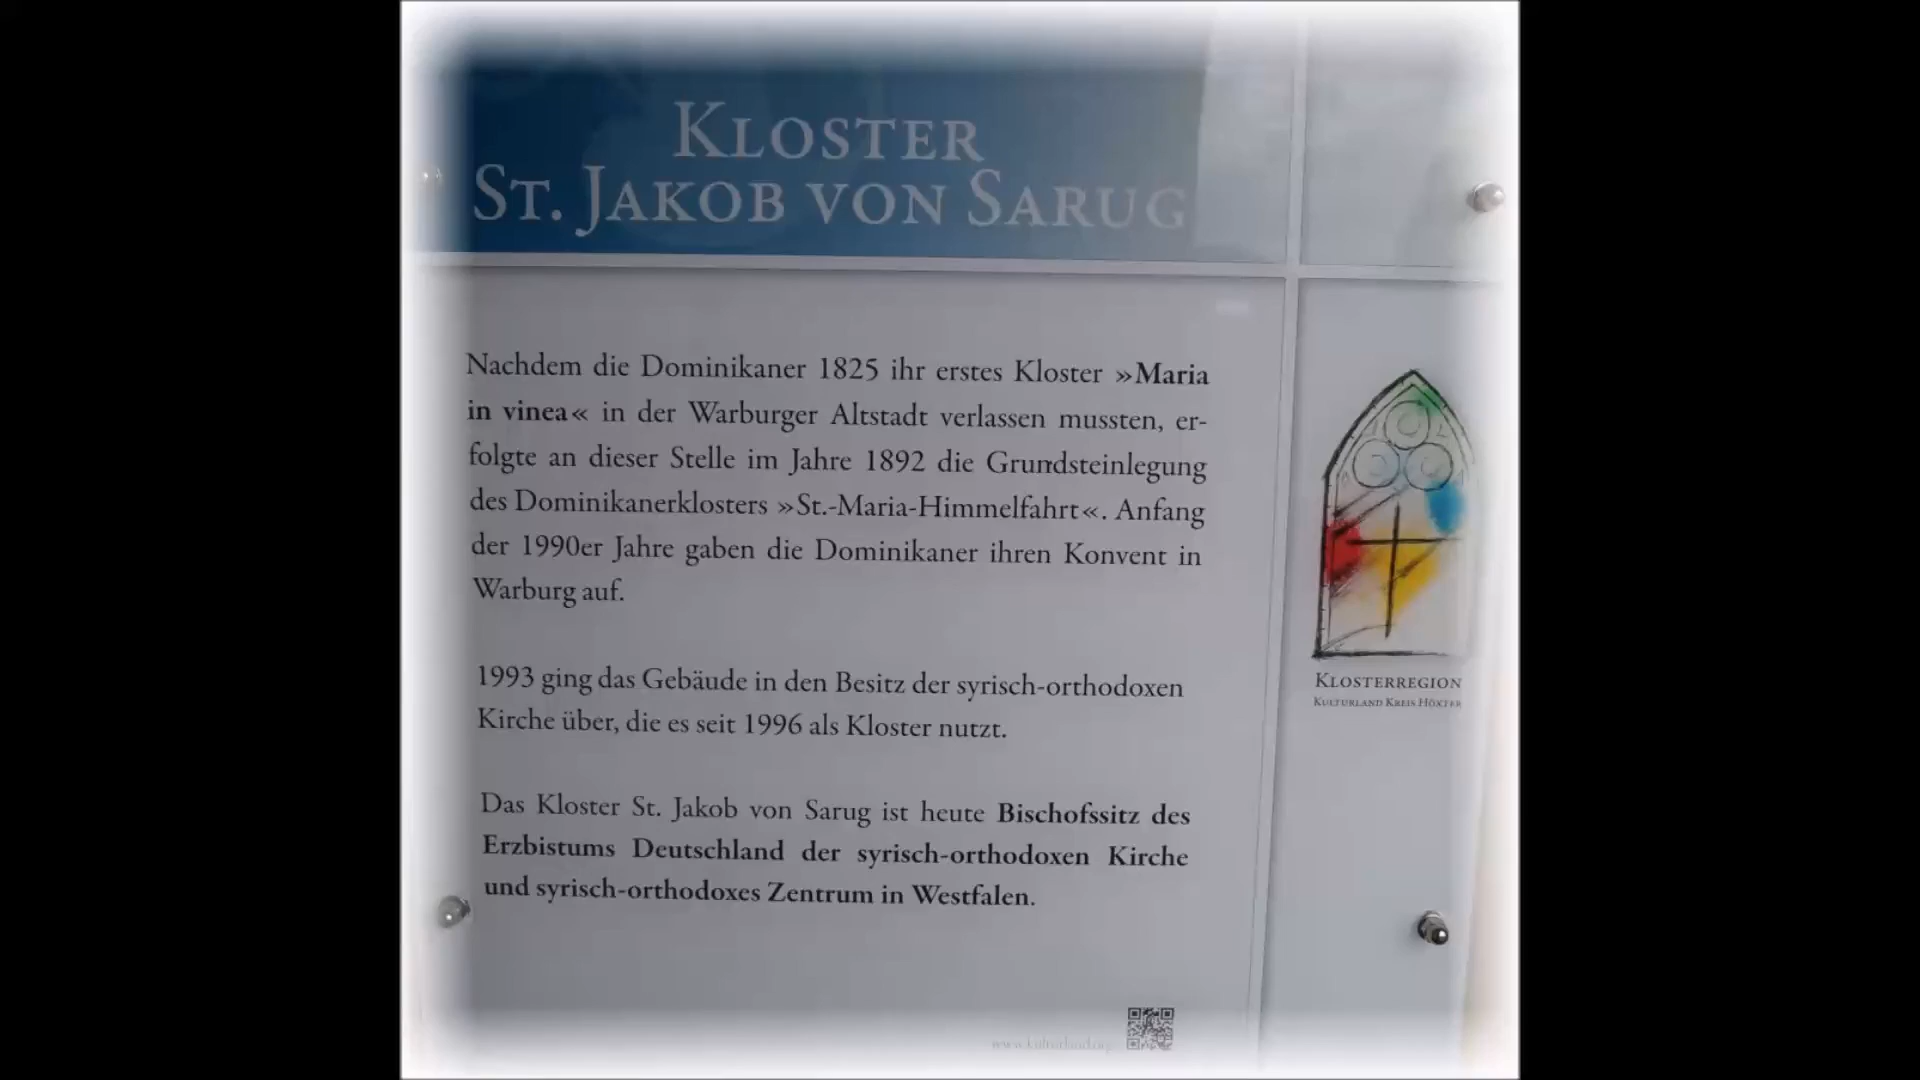 KLOSTER
ST. JAKOB VON SARUG
Nachdem die Dominikaner 1825 ihr erstes Kloster »Maria
in vinea« in der Warburger Altstadt verlassen mussten, er-
folgte an dieser Stelle im Jahre 1892 die Grundsteinlegung
des Dominikanerklosters »St.-Maria-Himmelfahrt«. Anfang
der 1990er Jahre gaben die Dominikaner ihren Konvent in
Warburg auf.
1993 ging das Gebäude in den Besitz der syrisch-orthodoxen
Kirche über, die es seit 1996 als Kloster nutzt.
Das Kloster St. Jakob von Sarug ist heute Bischofssitz des
Erzbistums Deutschland der syrisch-orthodoxen Kirche
und syrisch-orthodoxes Zentrum in Westfalen.
KLOSTERREGION
KULTURLAND KREIS HÖXTER